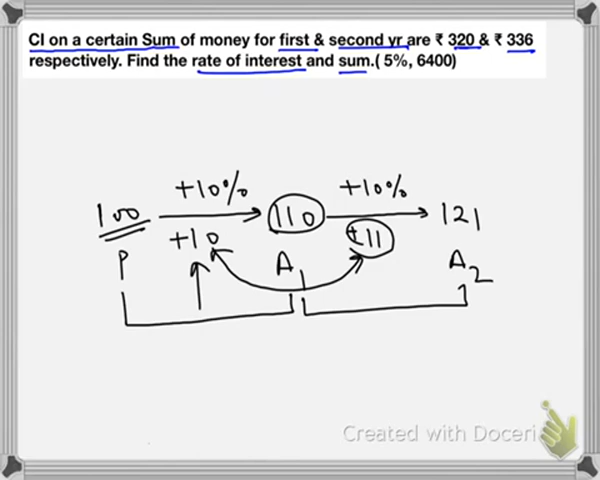 CI on a certain Sum of money for first & second yr are ₹ 320 & ₹ 336
respectively. Find the rate of interest and sum.( 5%, 6400)
+10% +10%
100 110 121
+10 +11
P A1 A2
Created with Doceri